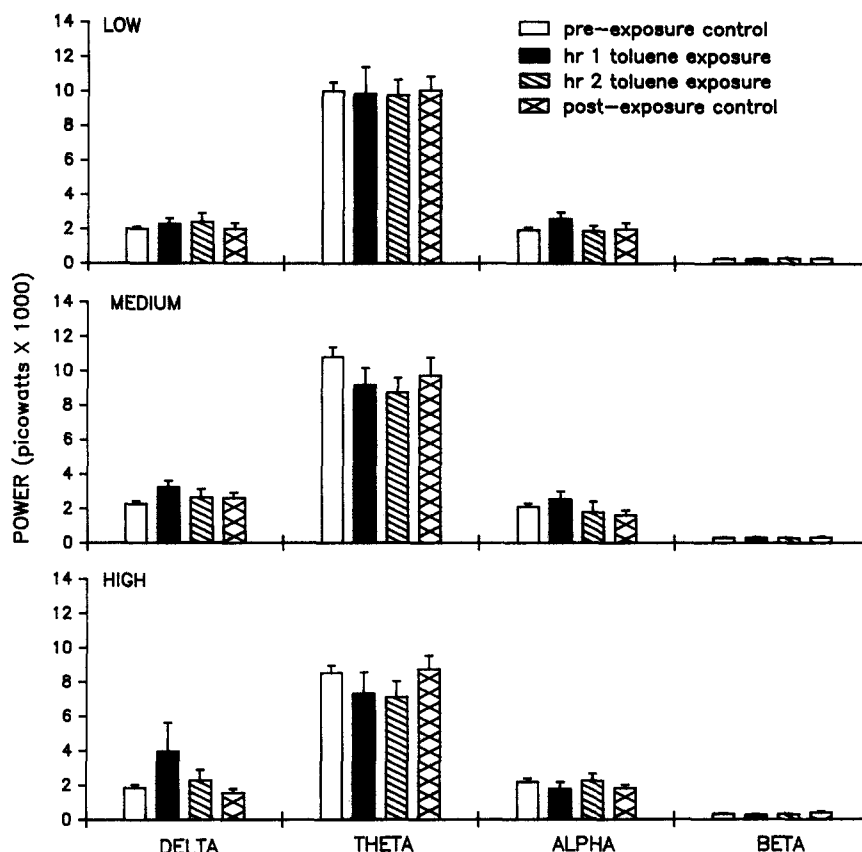 LOW
pre-exposure control
hr 1 toluene exposure
hr 2 toluene exposure
post-exposure control
14
12
10
8
6
4
2
0
MEDIUM
14
12
10
8
6
4
2
0
POWER (picowatts X 1000)
HIGH
14
12
10
8
6
4
2
0
DELTA THETA ALPHA BETA